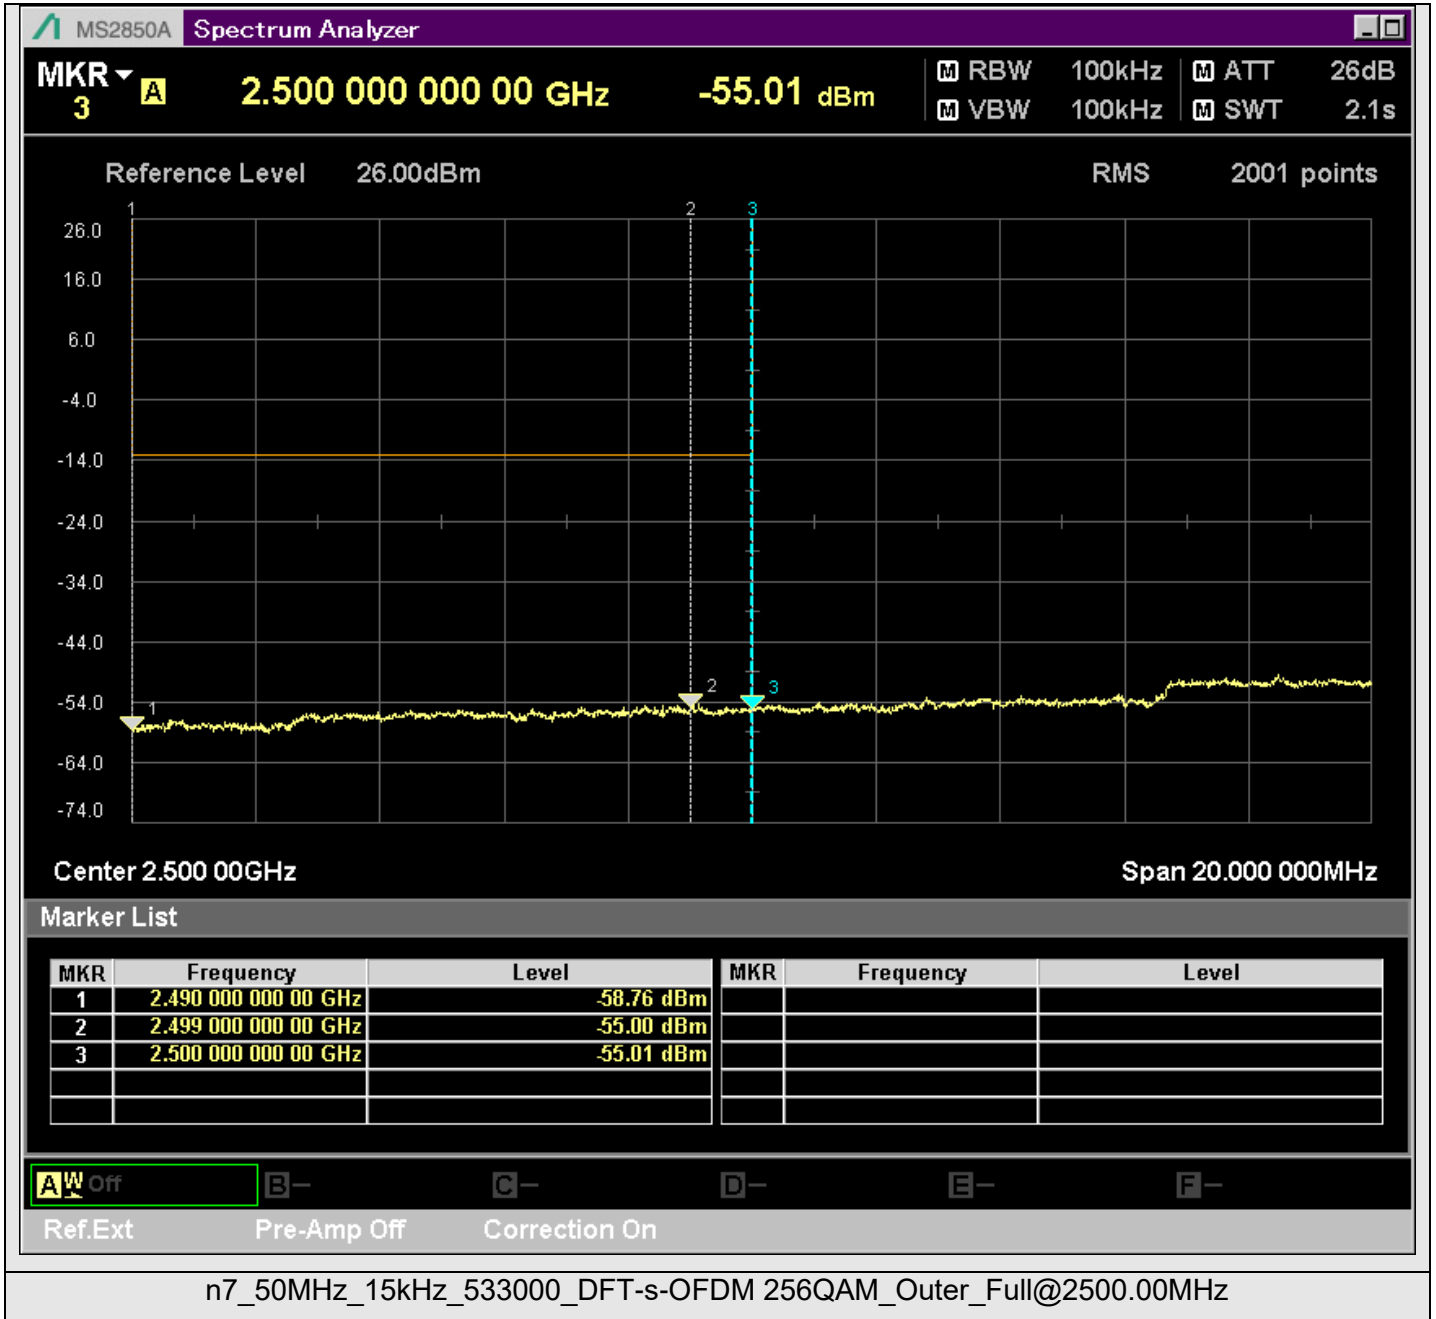 MS2850A Spectrum Analyzer
MKR A 2.500 000 000 00 GHz -55.01 dBm M RBW 100kHz M ATT 26dB
3 M VBW 100kHz M SWT 2.1s
Reference Level 26.00dBm RMS 2001 points
1 2 3
26.0
16.0
6.0
-4.0
-14.0
-24.0
-34.0
-44.0
2 3
-54.0 1
-64.0
-74.0
Center 2.500 00GHz Span 20.000 000MHz
Marker List
MKR Frequency Level MKR Frequency Level
1 2.490 000 000 00 GHz -58.76 dBm
2 2.499 000 000 00 GHz -55.00 dBm
3 2.500 000 000 00 GHz -55.01 dBm
A W Off B - C - D - E - F -
Ref.Ext Pre-Amp Off Correction On
n7_50MHz_15kHz_533000_DFT-s-OFDM 256QAM_Outer_Full@2500.00MHz